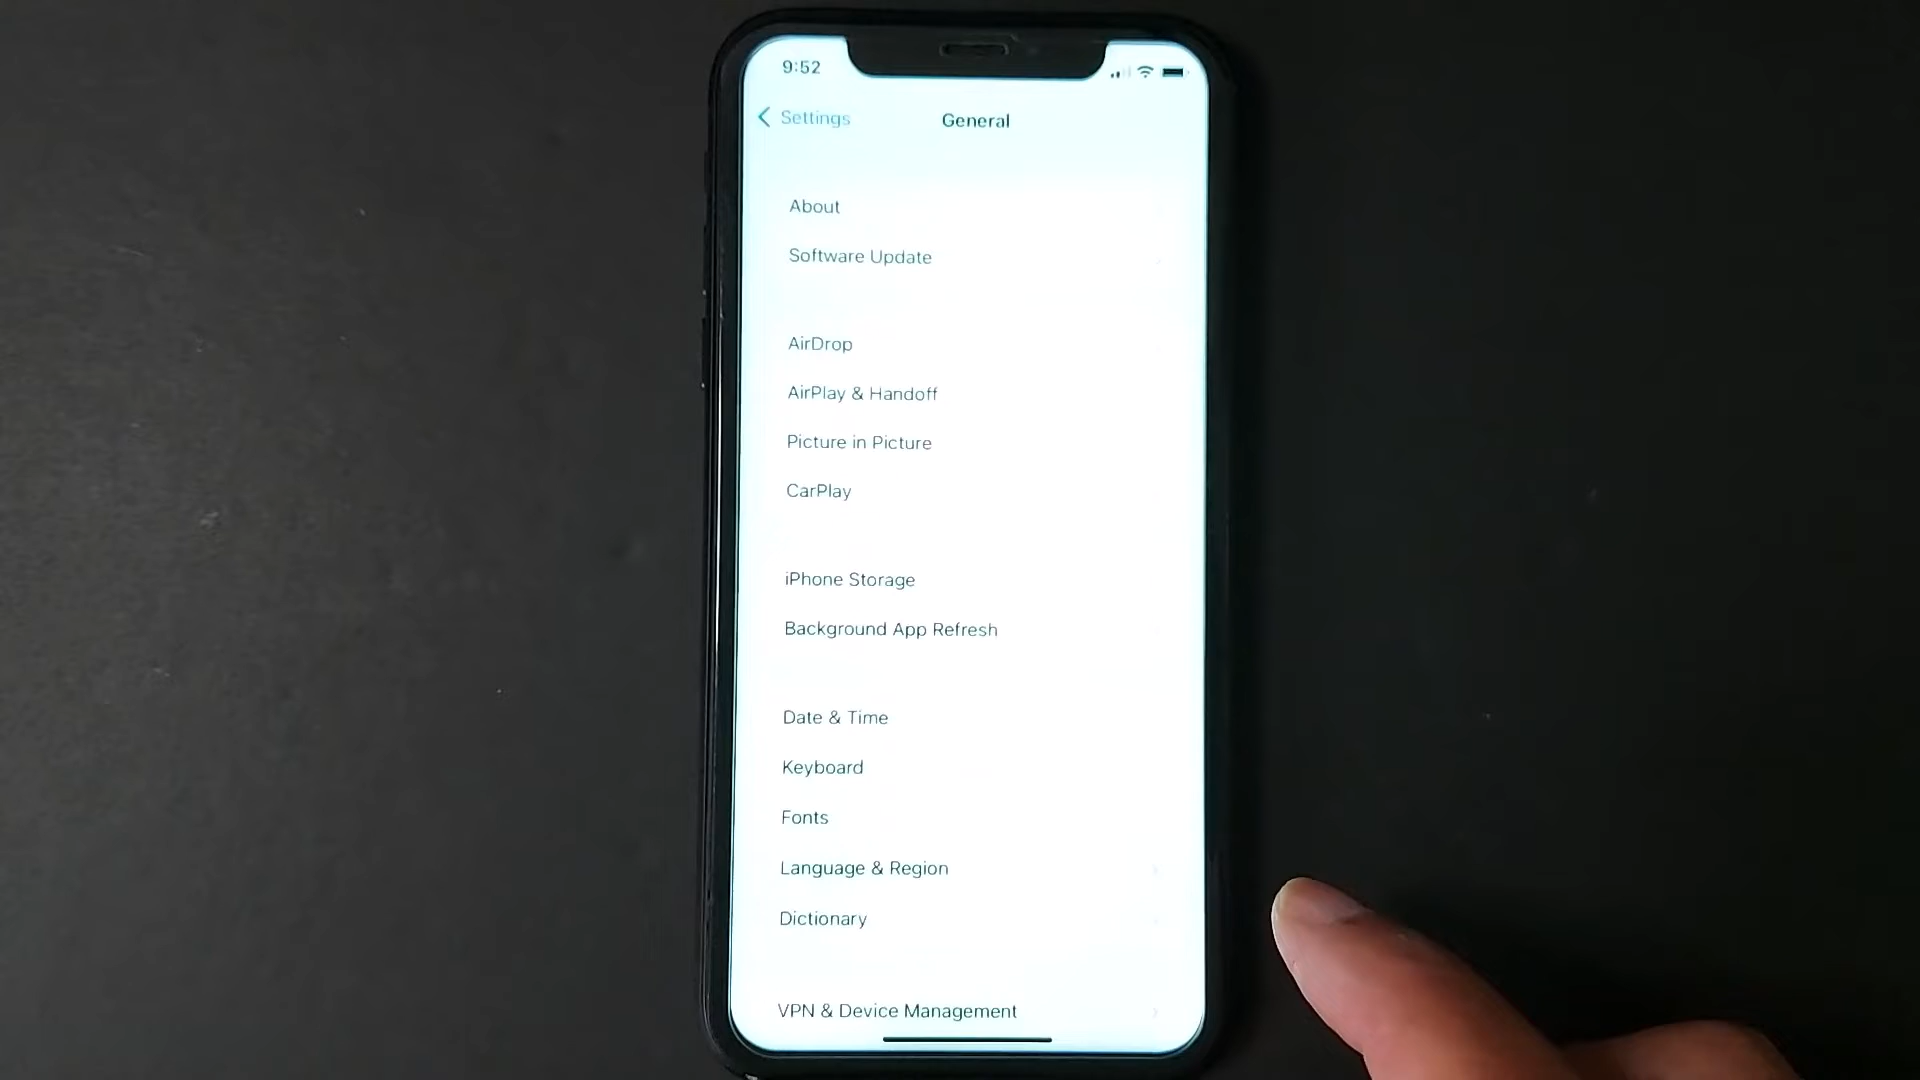 9:52
Settings
General
About
Software Update
AirDrop
AirPlay & Handoff
Picture in Picture
CarPlay
iPhone Storage
Background App Refresh
Date & Time
Keyboard
Fonts
Language & Region
Dictionary
VPN & Device Management